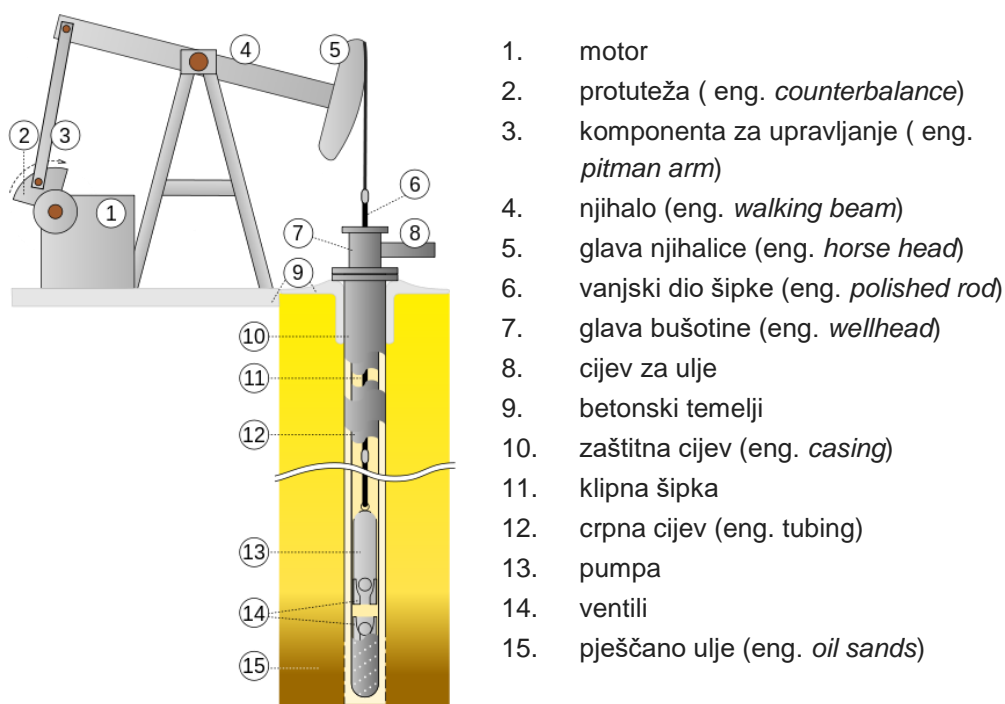 4
5
2
3
6
1
7
8
9
10
11
12
13
14
15
1. motor
2. protuteža ( eng. counterbalance)
3. komponenta za upravljanje ( eng.
pitman arm)
4. njihalo (eng. walking beam)
5. glava njihalice (eng. horse head)
6. vanjski dio šipke (eng. polished rod)
7. glava bušotine (eng. wellhead)
8. cijev za ulje
9. betonski temelji
10. zaštitna cijev (eng. casing)
11. klipna šipka
12. crpna cijev (eng. tubing)
13. pumpa
14. ventili
15. pješčano ulje (eng. oil sands)